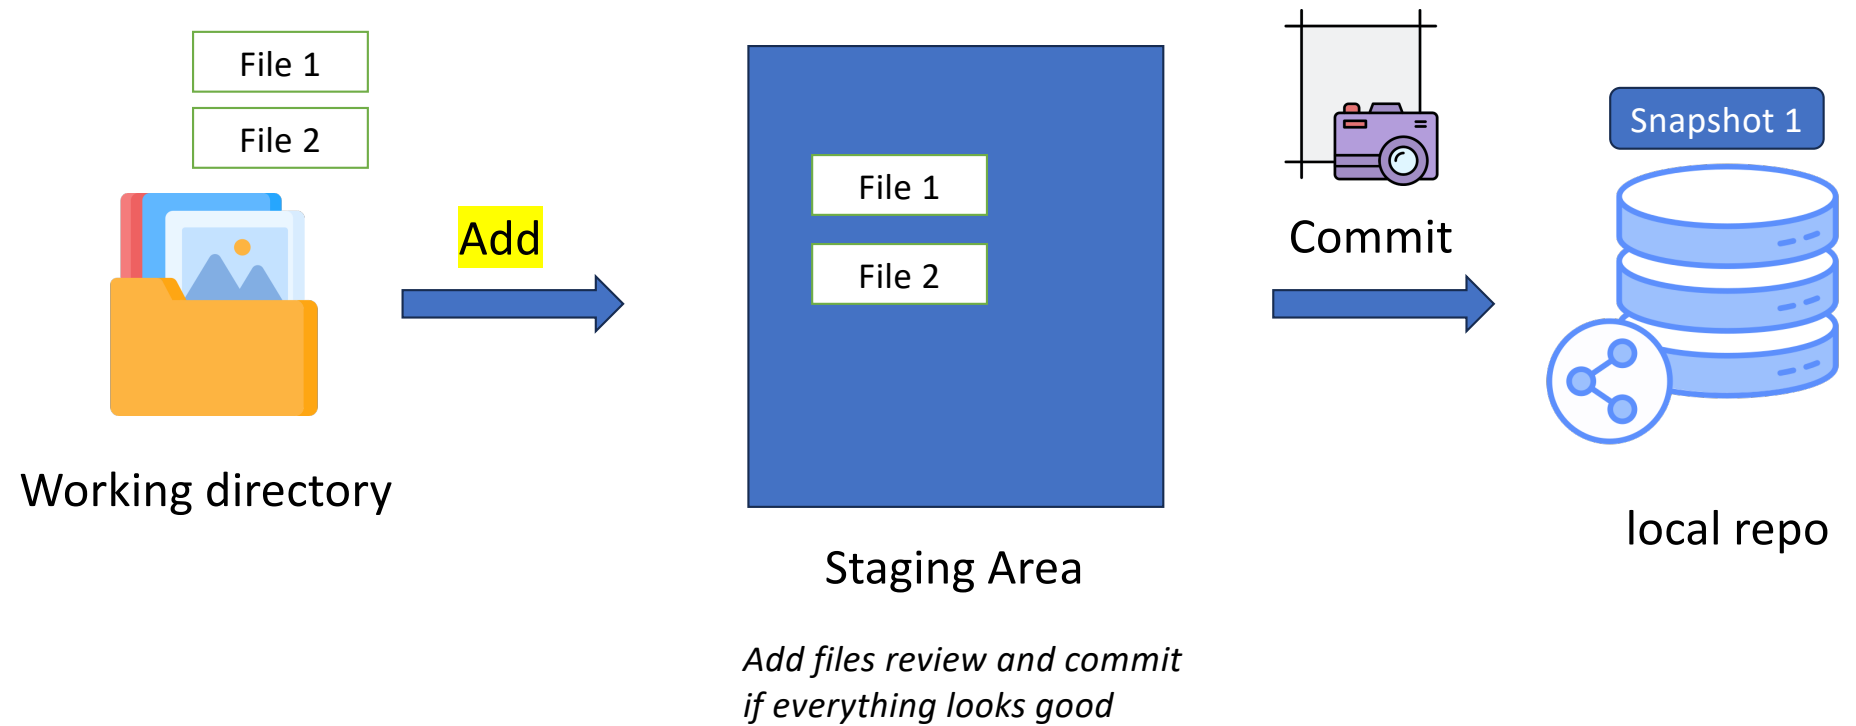 File 1
File 2
Working directory
Add
File 1
File 2
Staging Area
Add files review and commit
if everything looks good
Commit
Snapshot 1
local repo